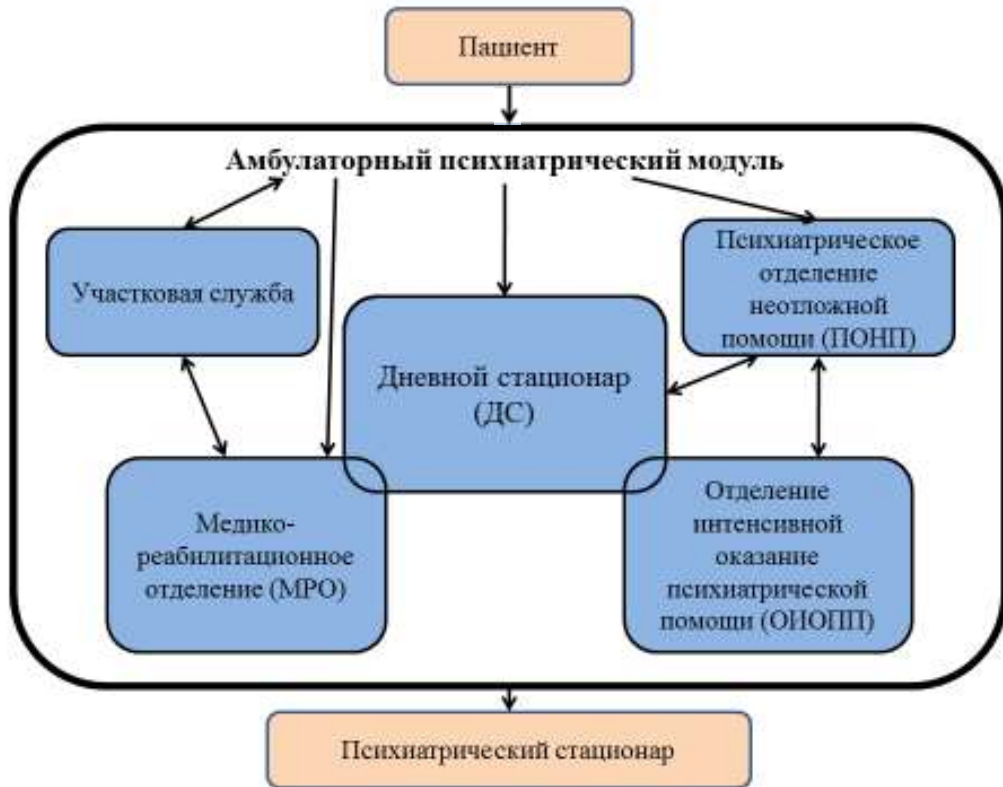 Пациент
Амбулаторный психиатрический модуль
Участковая служба
Психиатрическое
отделение
неотложной
помощи (ПОНП)
Дневной стационар
(ДС)
Медико-
реабилитационное
отделение (МРО)
Отделение
интенсивной
оказание
психиатрической
помощи (ОИОПП)
Психиатрический стационар